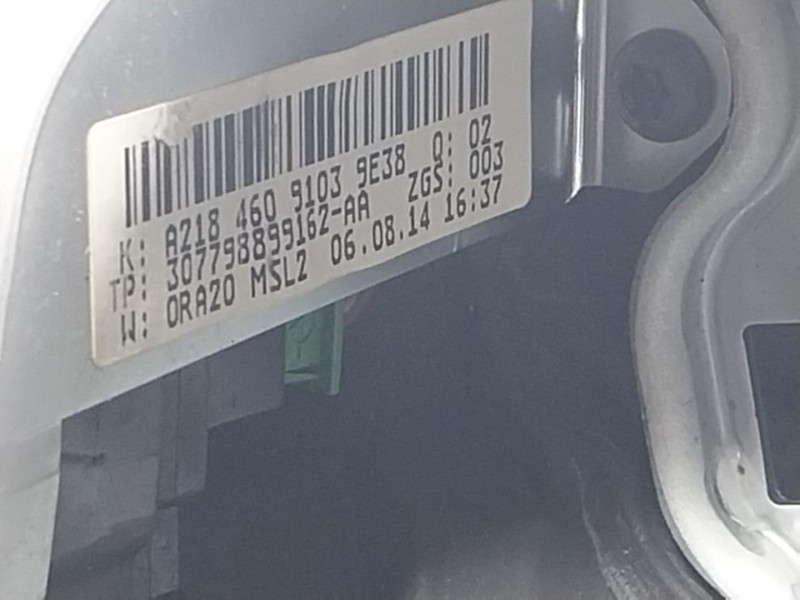 K: A218 460 9103 9E38 Q: 02
TP: 307798899162-AA ZGS: 003
W: ORA20 MSL2 06.08.14 16:37